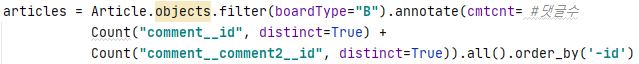 articles = Article.objects.filter(boardType="B").annotate(cmtcnt= #댓글수
Count("comment__id", distinct=True) +
Count("comment__comment2__id", distinct=True)).all().order_by('-id')